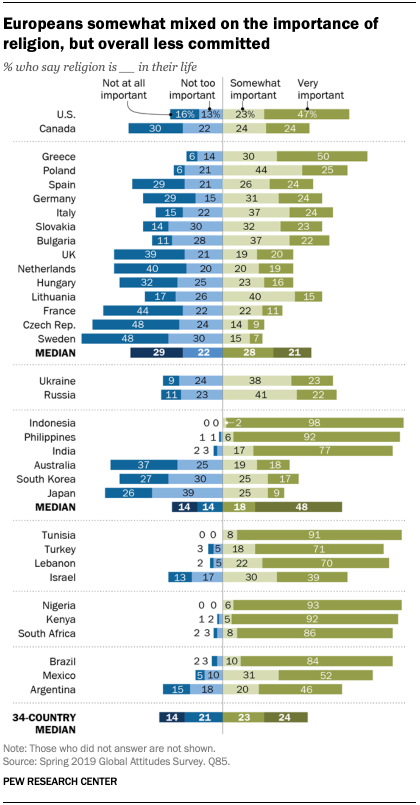 Europeans somewhat mixed on the importance of
religion, but overall less committed
% who say religion is __ in their life
Not at all important Not too important Somewhat important Very important
U.S. 16% 13% 23% 47%
Canada 30 22 24 24
Greece 6 14 30 50
Poland 6 21 44 25
Spain 29 21 26 24
Germany 29 15 31 24
Italy 15 22 37 24
Slovakia 14 30 32 23
Bulgaria 11 28 37 22
UK 39 21 19 20
Netherlands 40 20 20 19
Hungary 32 25 23 16
Lithuania 17 26 40 15
France 44 22 22 11
Czech Rep. 48 24 14 9
Sweden 48 30 15 7
MEDIAN 29 22 28 21
Ukraine 9 24 38 23
Russia 11 23 41 22
Indonesia 0 0 2 98
Philippines 1 1 6 92
India 2 3 17 77
Australia 37 25 19 18
South Korea 27 30 25 17
Japan 26 39 25 9
MEDIAN 14 14 18 48
Tunisia 0 0 8 91
Turkey 3 5 18 71
Lebanon 2 5 22 70
Israel 13 17 30 39
Nigeria 0 0 6 93
Kenya 1 2 5 92
South Africa 2 3 8 86
Brazil 2 3 10 84
Mexico 5 10 31 52
Argentina 15 18 20 46
34-COUNTRY MEDIAN 14 21 23 24
Note: Those who did not answer are not shown.
Source: Spring 2019 Global Attitudes Survey. Q85.
PEW RESEARCH CENTER